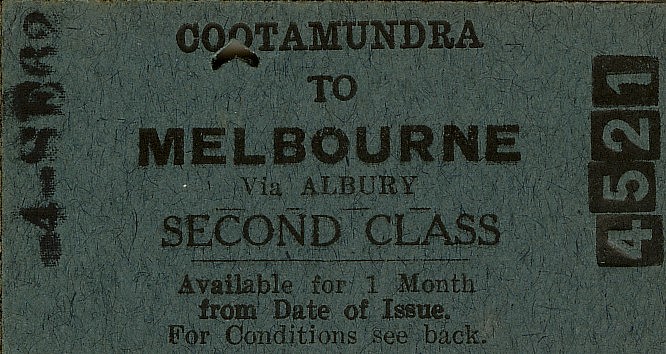 COOTAMUNDRA
TO
MELBOURNE
Via ALBURY
SECOND CLASS
Available for 1 Month
from Date of Issue.
For Conditions see back.
4521